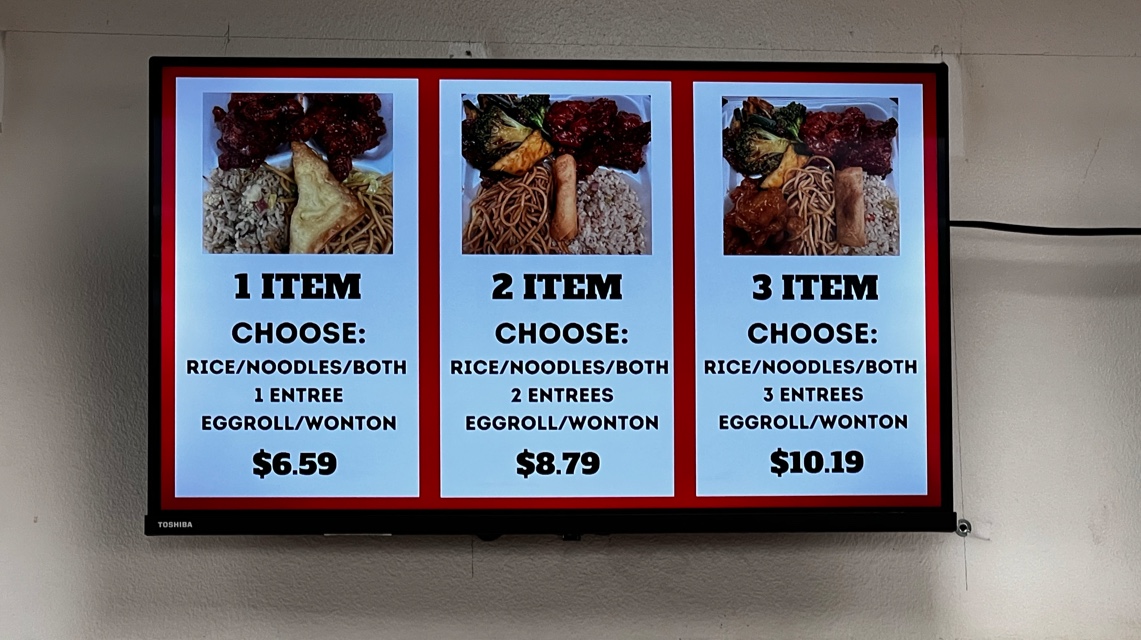 1 ITEM
CHOOSE:
RICE/NOODLES/BOTH
1 ENTREE
EGGROLL/WONTON
$6.59
2 ITEM
CHOOSE:
RICE/NOODLES/BOTH
2 ENTREES
EGGROLL/WONTON
$8.79
3 ITEM
CHOOSE:
RICE/NOODLES/BOTH
3 ENTREES
EGGROLL/WONTON
$10.19
TOSHIBA